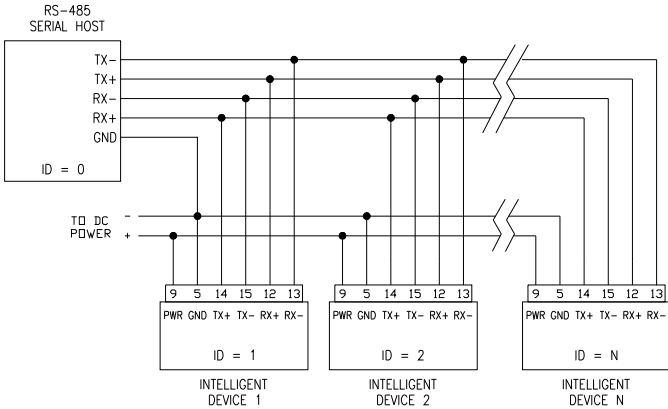 RS-485
SERIAL HOST
TX-
TX+
RX-
RX+
GND
ID = 0
TO DC
POWER
-
+
9 5 14 15 12 13
PWR GND TX+ TX- RX+ RX-
ID = 1
INTELLIGENT
DEVICE 1
9 5 14 15 12 13
PWR GND TX+ TX- RX+ RX-
ID = 2
INTELLIGENT
DEVICE 2
9 5 14 15 12 13
PWR GND TX+ TX- RX+ RX-
ID = N
INTELLIGENT
DEVICE N